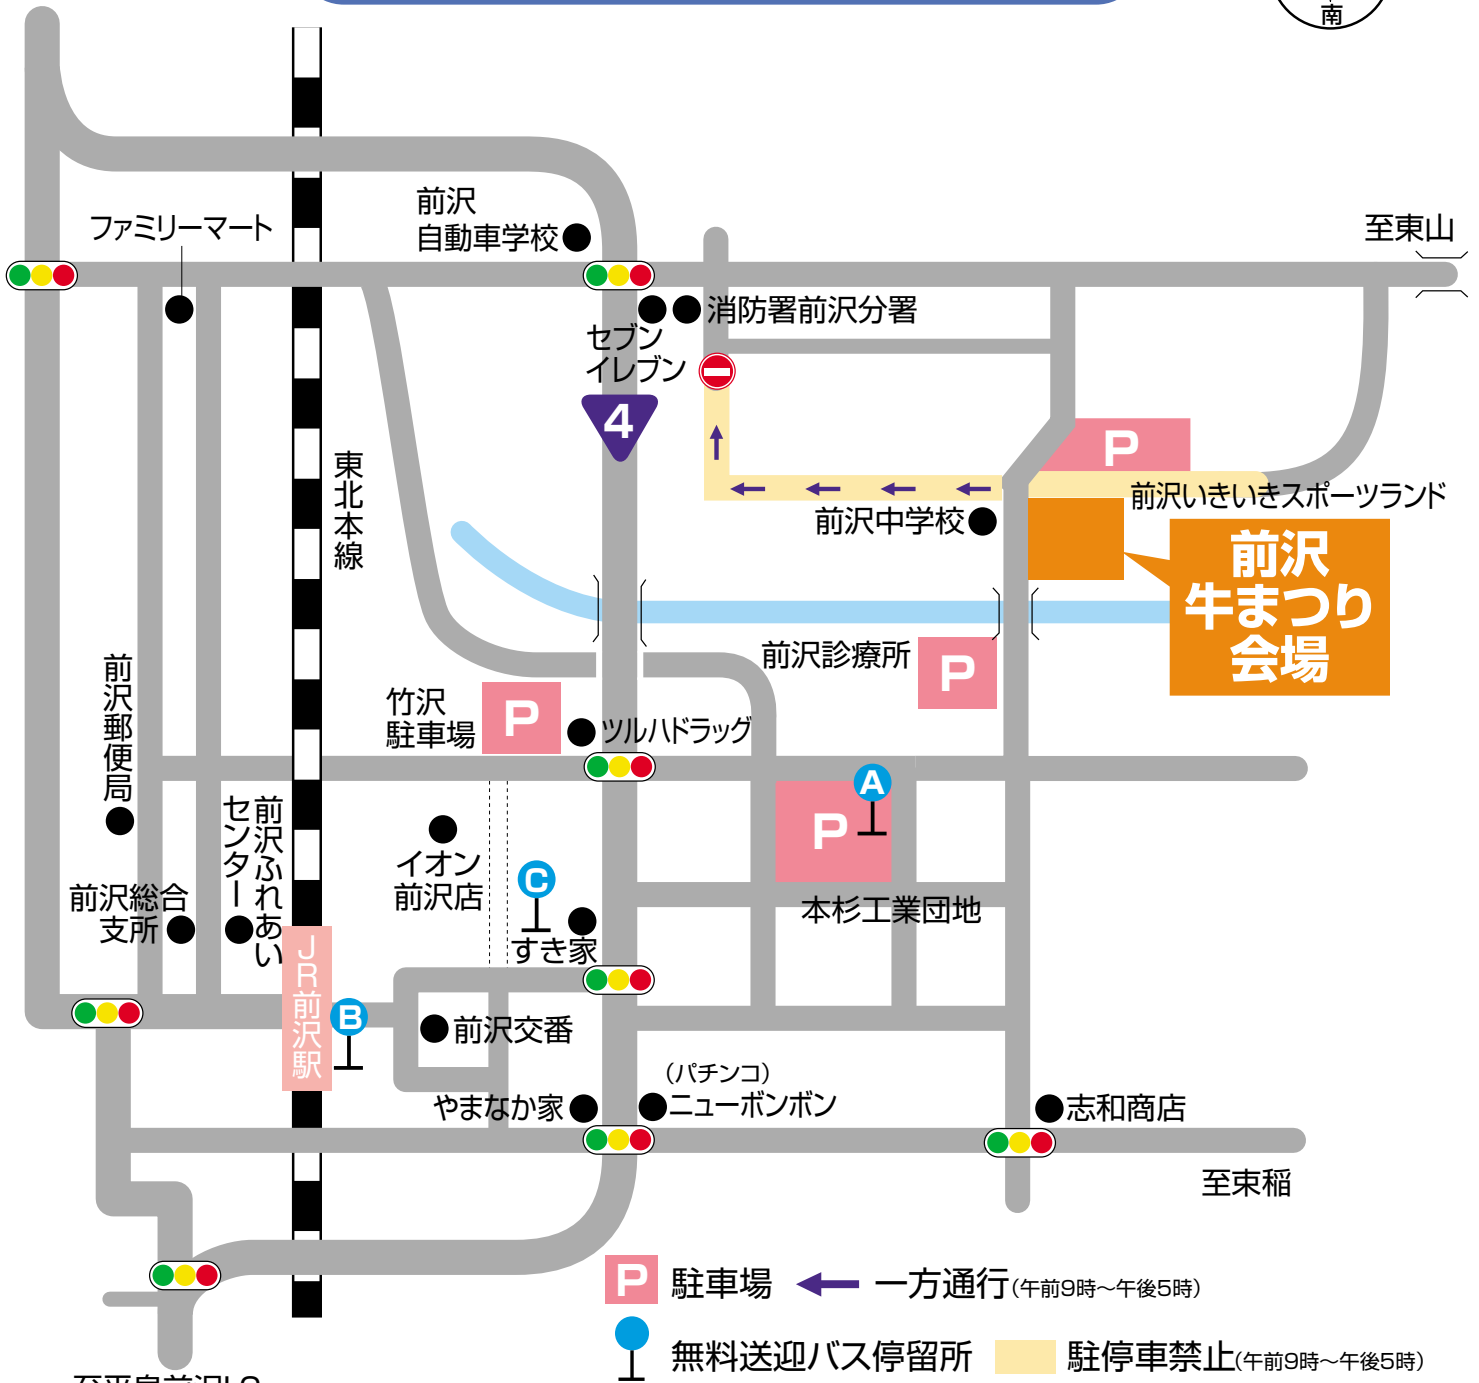 南
前沢
自動車学校
ファミリーマート
至東山
消防署前沢分署
セブン
イレブン
4
東北本線
P
前沢いきいきスポーツランド
前沢中学校
前沢
牛まつり
会場
前沢診療所
P
前沢郵便局
竹沢
駐車場
P
ツルハドラッグ
A
P
前沢ふれあい
センター
イオン
前沢店
C
前沢総合
支所
本杉工業団地
すき家
JR前沢駅
B
前沢交番
(パチンコ)
やまなか家
ニューボンボン
志和商店
至束稲
P 駐車場
一方通行(午前9時〜午後5時)
無料送迎バス停留所
駐停車禁止(午前9時〜午後5時)